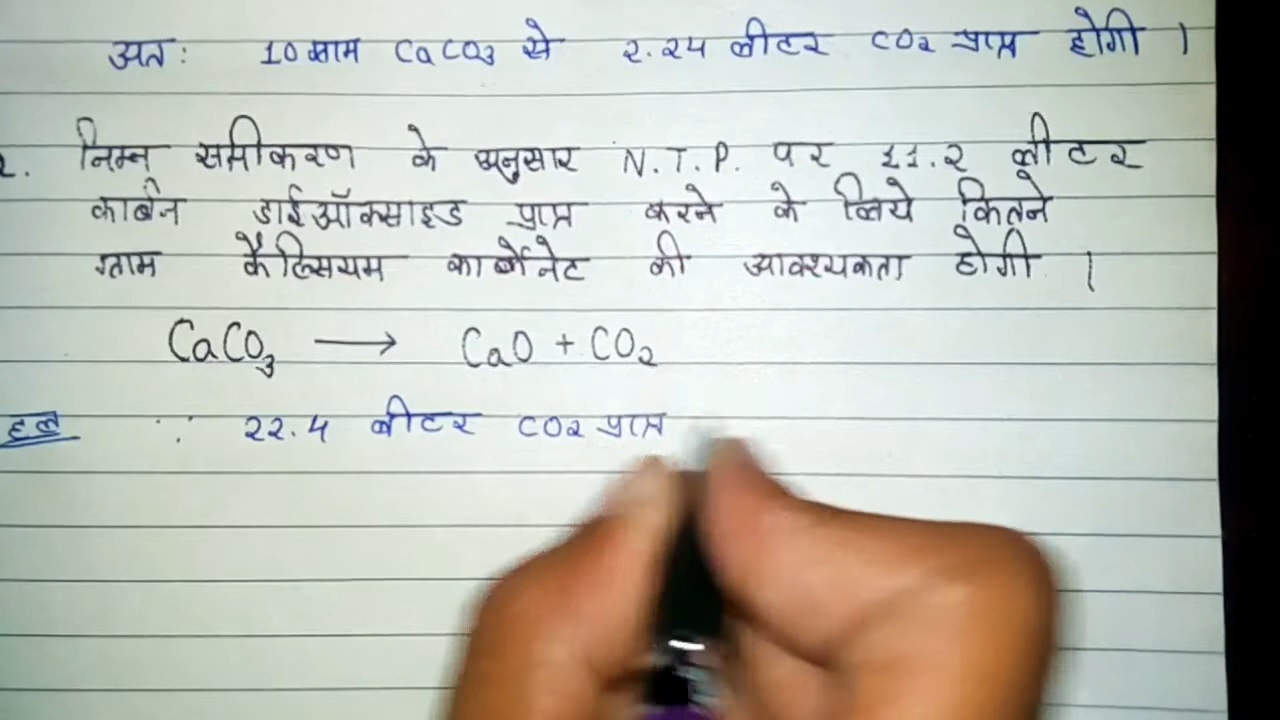 अत: 10 ग्राम CaCO3 से 2.24 लीटर CO2 प्राप्त होगी ।
2. निम्न समीकरण के अनुसार N.T.P. पर 11.2 लीटर
कार्बन डाईऑक्साइड प्राप्त करने के लिये कितने
ग्राम कैल्सियम कार्बोनेट की आवश्यकता होगी ।
CaCO₃ ⟶ CaO + CO₂
हल ∵ 22.4 लीटर CO2 प्राप्त